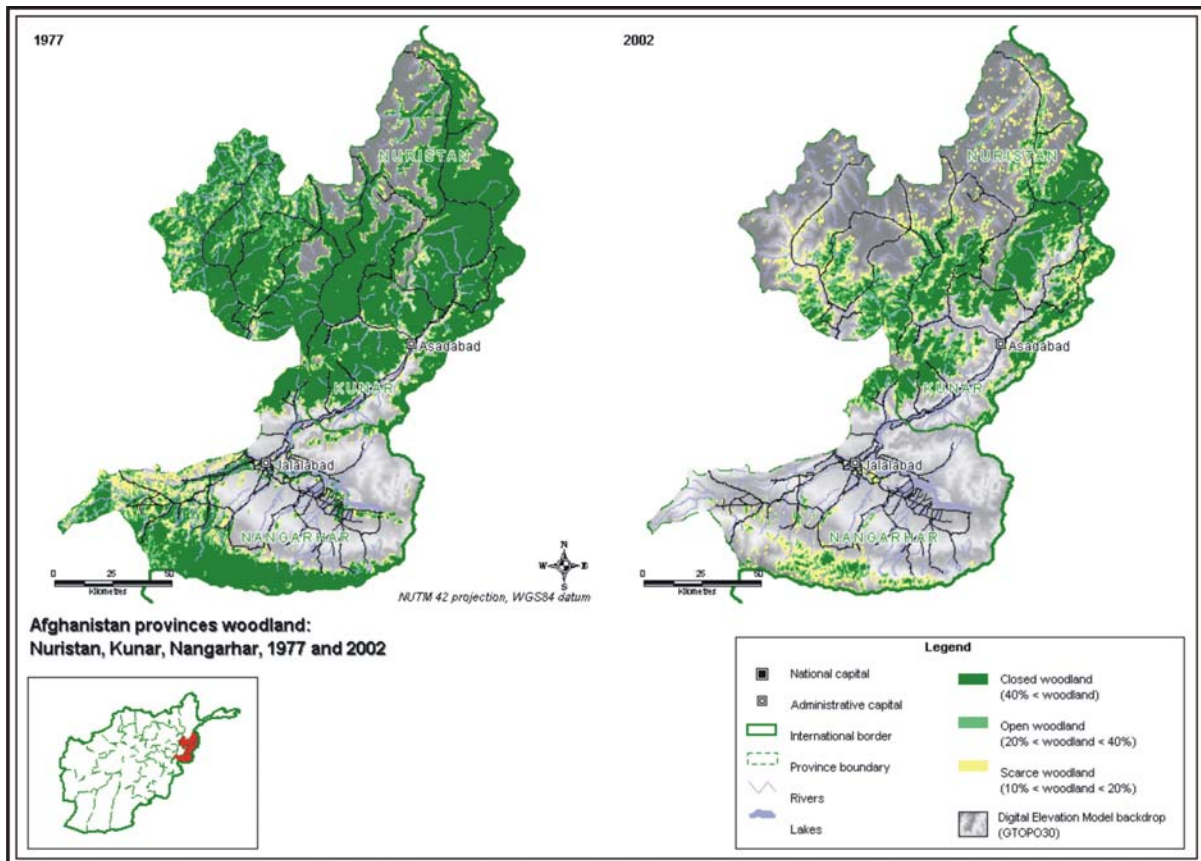 1977
2002
NURISTAN
NURISTAN
Asadabad
Asadabad
KUNAR
KUNAR
Jalalabad
Jalalabad
NANGARHAR
NANGARHAR
N
W E
S
0 25 50
Kilometres
0 25 50
Kilometres
NUTM 42 projection, WGS84 datum
Afghanistan provinces woodland:
Nuristan, Kunar, Nangarhar, 1977 and 2002
Legend
National capital
Administrative capital
International border
Province boundary
Rivers
Lakes
Closed woodland
(40% < woodland)
Open woodland
(20% < woodland < 40%)
Scarce woodland
(10% < woodland < 20%)
Digital Elevation Model backdrop
(GTOPO30)